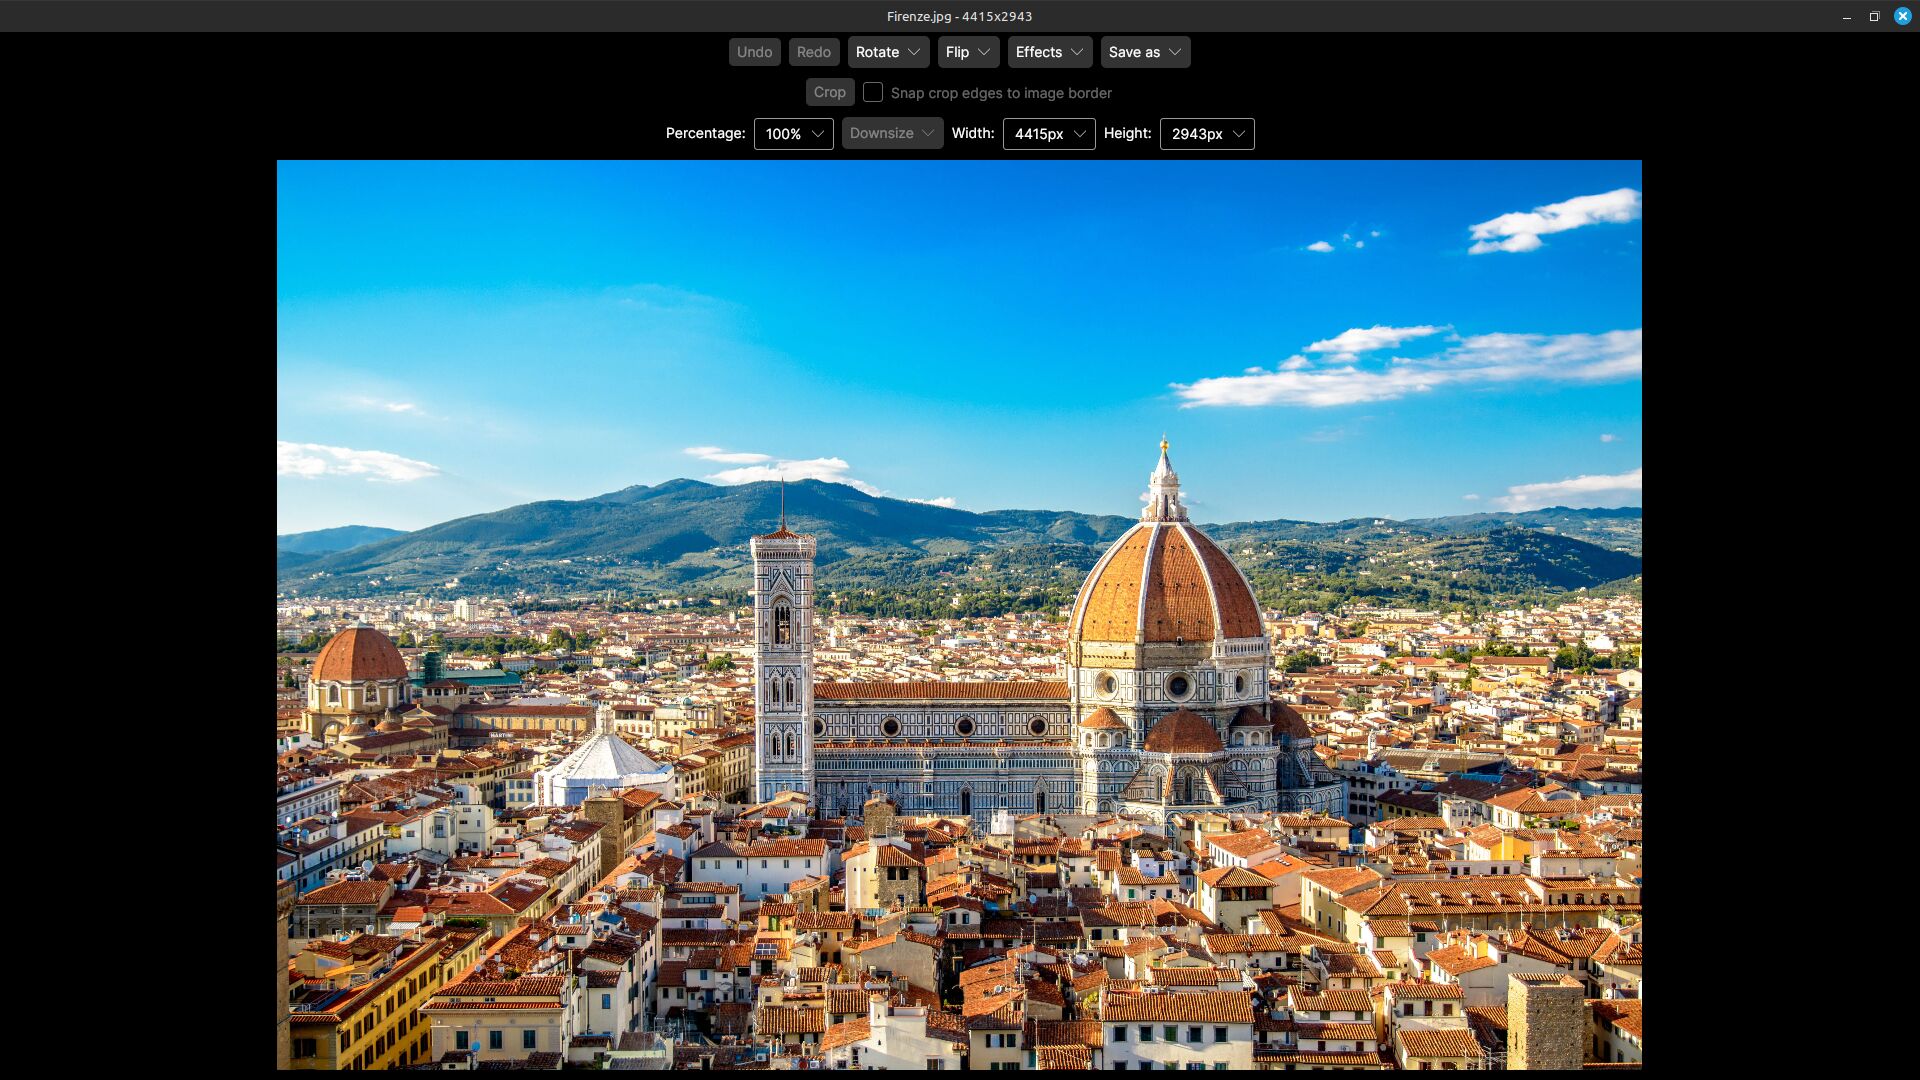 Firenze.jpg - 4415x2943
Undo Redo Rotate Flip Effects Save as
Crop Snap crop edges to image border
Percentage: 100% Downsize Width: 4415px Height: 2943px
MARTINI